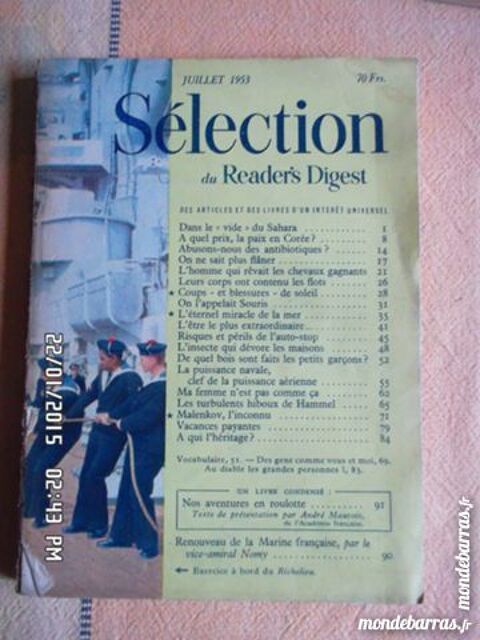 JUILLET 1953 70 Frs.
Sélection
du Reader's Digest
DES ARTICLES ET DES LIVRES D'UN INTÉRÊT UNIVERSEL
Dans le « vide » du Sahara ........... 1
A quel prix, la paix en Corée ? ........ 8
Abusons-nous des antibiotiques ? ...... 14
On ne sait plus flâner ............... 17
L'homme qui rêvait les chevaux gagnants 21
Leurs corps ont contenu les flots ...... 26
★ Coups - et blessures - de soleil ....... 28
On l'appelait Souris ................ 31
★ L'éternel miracle de la mer .......... 35
L'être le plus extraordinaire... ........ 41
Risques et périls de l'auto-stop ....... 45
L'insecte qui dévore les maisons ...... 48
De quel bois sont faits les petits garçons ? 52
La puissance navale,
clef de la puissance aérienne ...... 55
Ma femme n'est pas comme ça ....... 60
Les turbulents hiboux de Hammel .... 65
★ Malenkov, l'inconnu ................ 71
Vacances payantes ................. 79
A qui l'héritage ? .................. 84
Vocabulaire, 51. — Des gens comme vous et moi, 69.
Au diable les grandes personnes !, 83.
UN LIVRE CONDENSÉ :
Nos aventures en roulotte ........... 91
Texte de présentation par André Maurois,
de l'Académie française.
Renouveau de la Marine française, par le
vice-amiral Nomy .................. 90
← Exercice à bord du Richelieu.
22/01/2015 02:43 PM
mondebarras.fr
mondebarras.fr